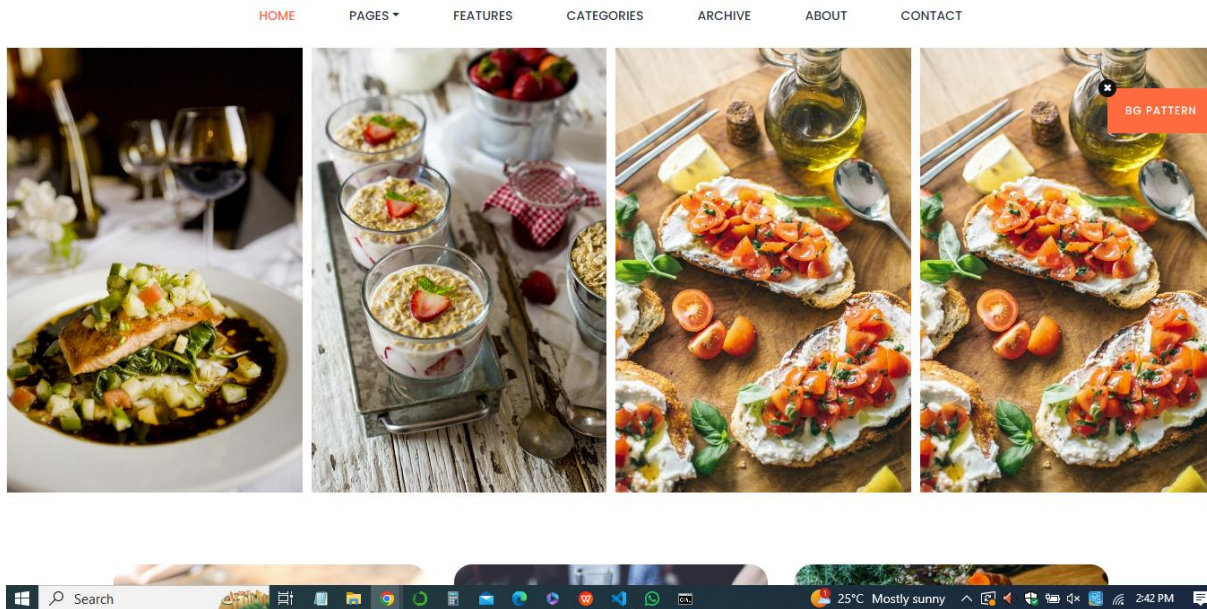 HOME PAGES FEATURES CATEGORIES ARCHIVE ABOUT CONTACT
BG PATTERN
Search 25°C Mostly sunny 2:42 PM